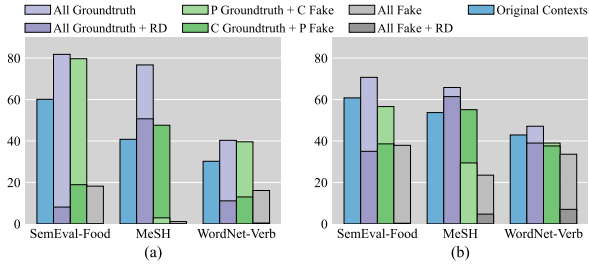 All Groundtruth P Groundtruth + C Fake All Fake Original Contexts
All Groundtruth + RD C Groundtruth + P Fake All Fake + RD
80
60
40
20
0
SemEval-Food MeSH WordNet-Verb
(a)
80
60
40
20
0
SemEval-Food MeSH WordNet-Verb
(b)